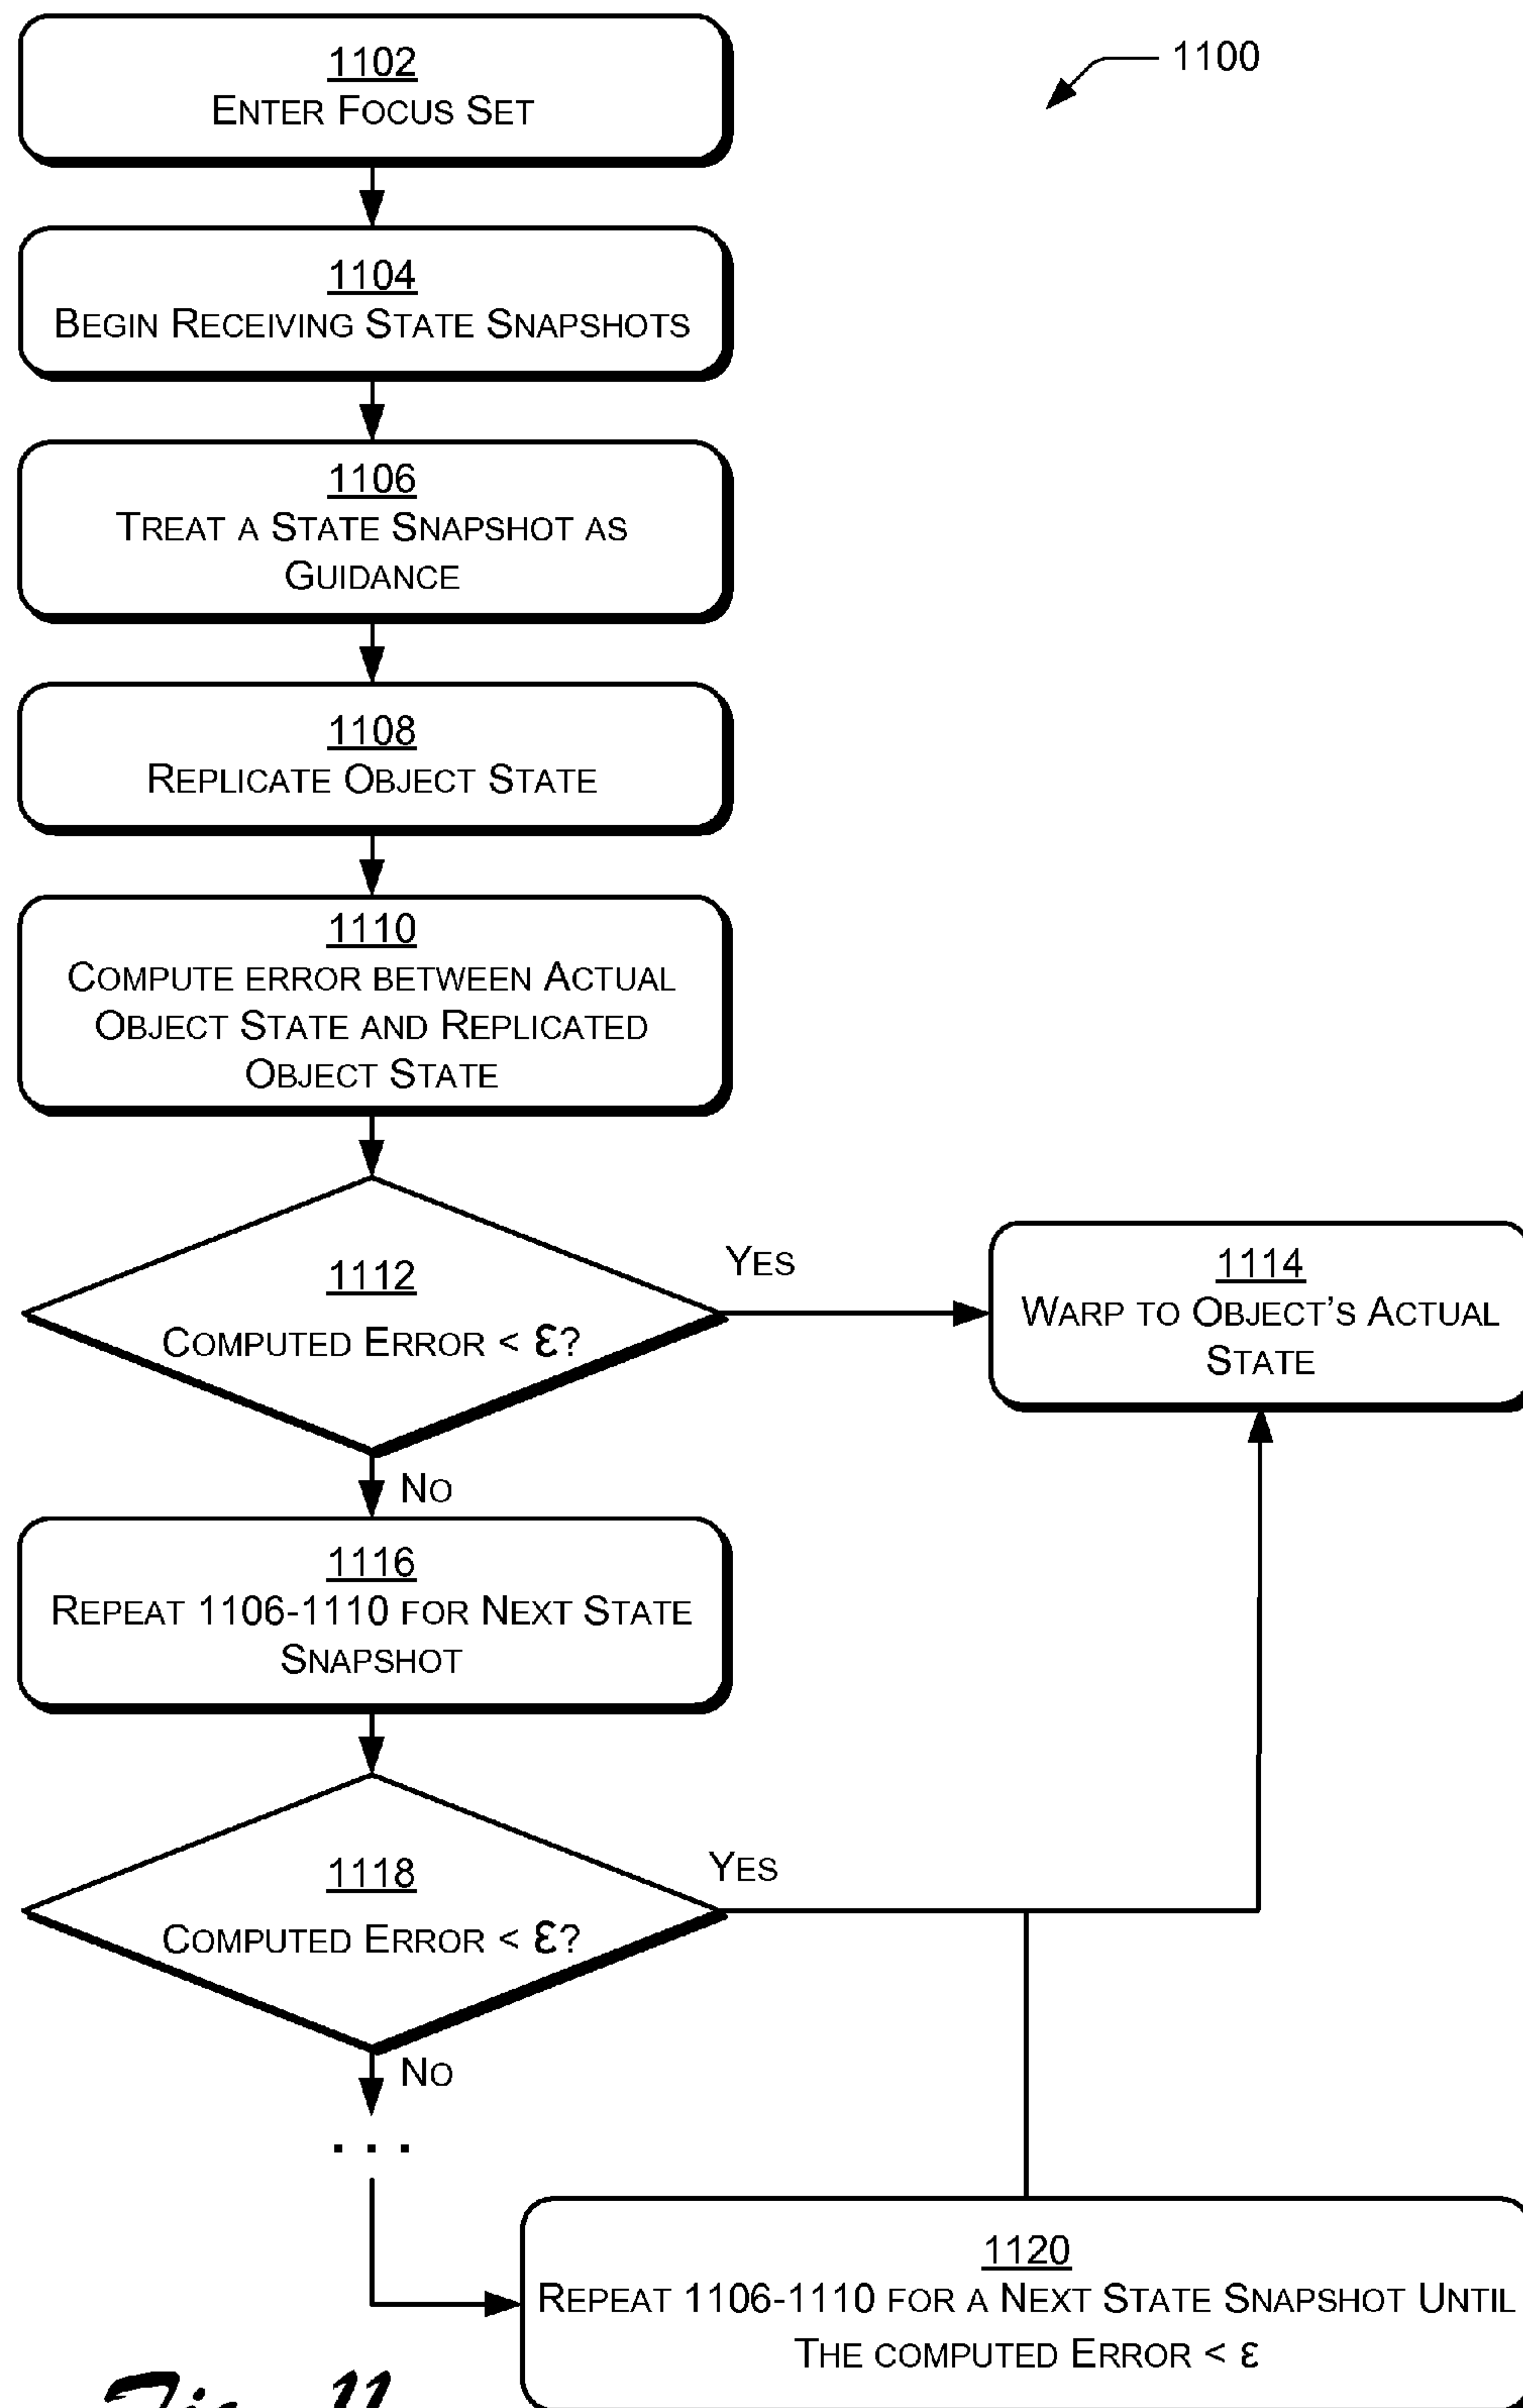 1102
ENTER FOCUS SET
1100
1104
BEGIN RECEIVING STATE SNAPSHOTS
1106
TREAT A STATE SNAPSHOT AS
GUIDANCE
1108
REPLICATE OBJECT STATE
1110
COMPUTE ERROR BETWEEN ACTUAL
OBJECT STATE AND REPLICATED
OBJECT STATE
1112
COMPUTED ERROR < ε?
YES
1114
WARP TO OBJECT'S ACTUAL
STATE
NO
1116
REPEAT 1106-1110 FOR NEXT STATE
SNAPSHOT
1118
COMPUTED ERROR < ε?
YES
NO
. . .
1120
REPEAT 1106-1110 FOR A NEXT STATE SNAPSHOT UNTIL
THE COMPUTED ERROR < ε
Fig. 11